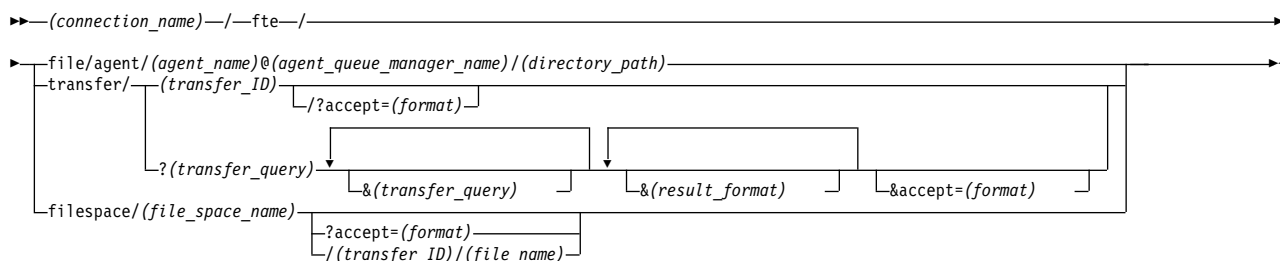 (connection_name) / fte /
file/agent/(agent_name)@(agent_queue_manager_name)/(directory_path)
transfer/ (transfer_ID)
/?accept=(format)
?(transfer_query)
&(transfer_query) &(result_format) &accept=(format)
filespace/(file_space_name)
?accept=(format)
/(transfer ID)/(file name)